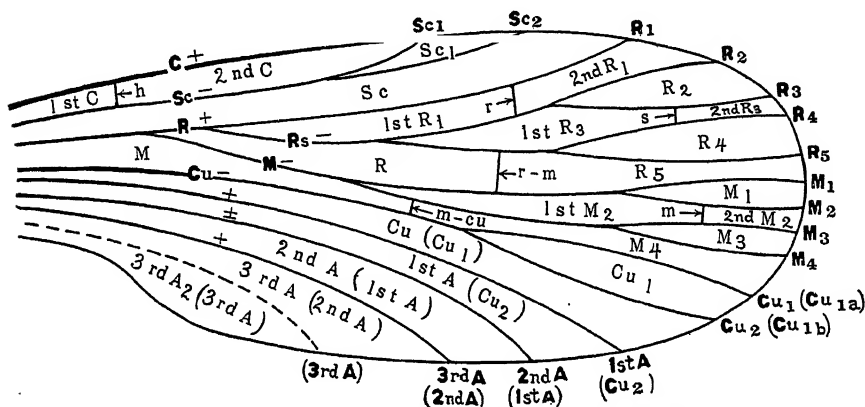 Sc1 Sc2 R1 R2 R3 R4 R5 M1 M2 M3 M4
C+ 2nd C Sc1
1st C h Sc- Sc 2nd R1 R2
R+ r s 2nd R3
Rs- 1st R1 1st R3 R4
M M- R r-m R5
Cu- M1
+ m-cu 1st M2 m 2nd M2
± Cu (Cu1) M4 M3
+ 2nd A (1st A) 1st A (Cu2) Cu1
3rd A2 (3rd A) 3rd A (2nd A)
Cu1 (Cu1a)
Cu2 (Cu1b)
(3rd A)
3rd A
(2nd A)
2nd A
(1st A)
1st A
(Cu2)